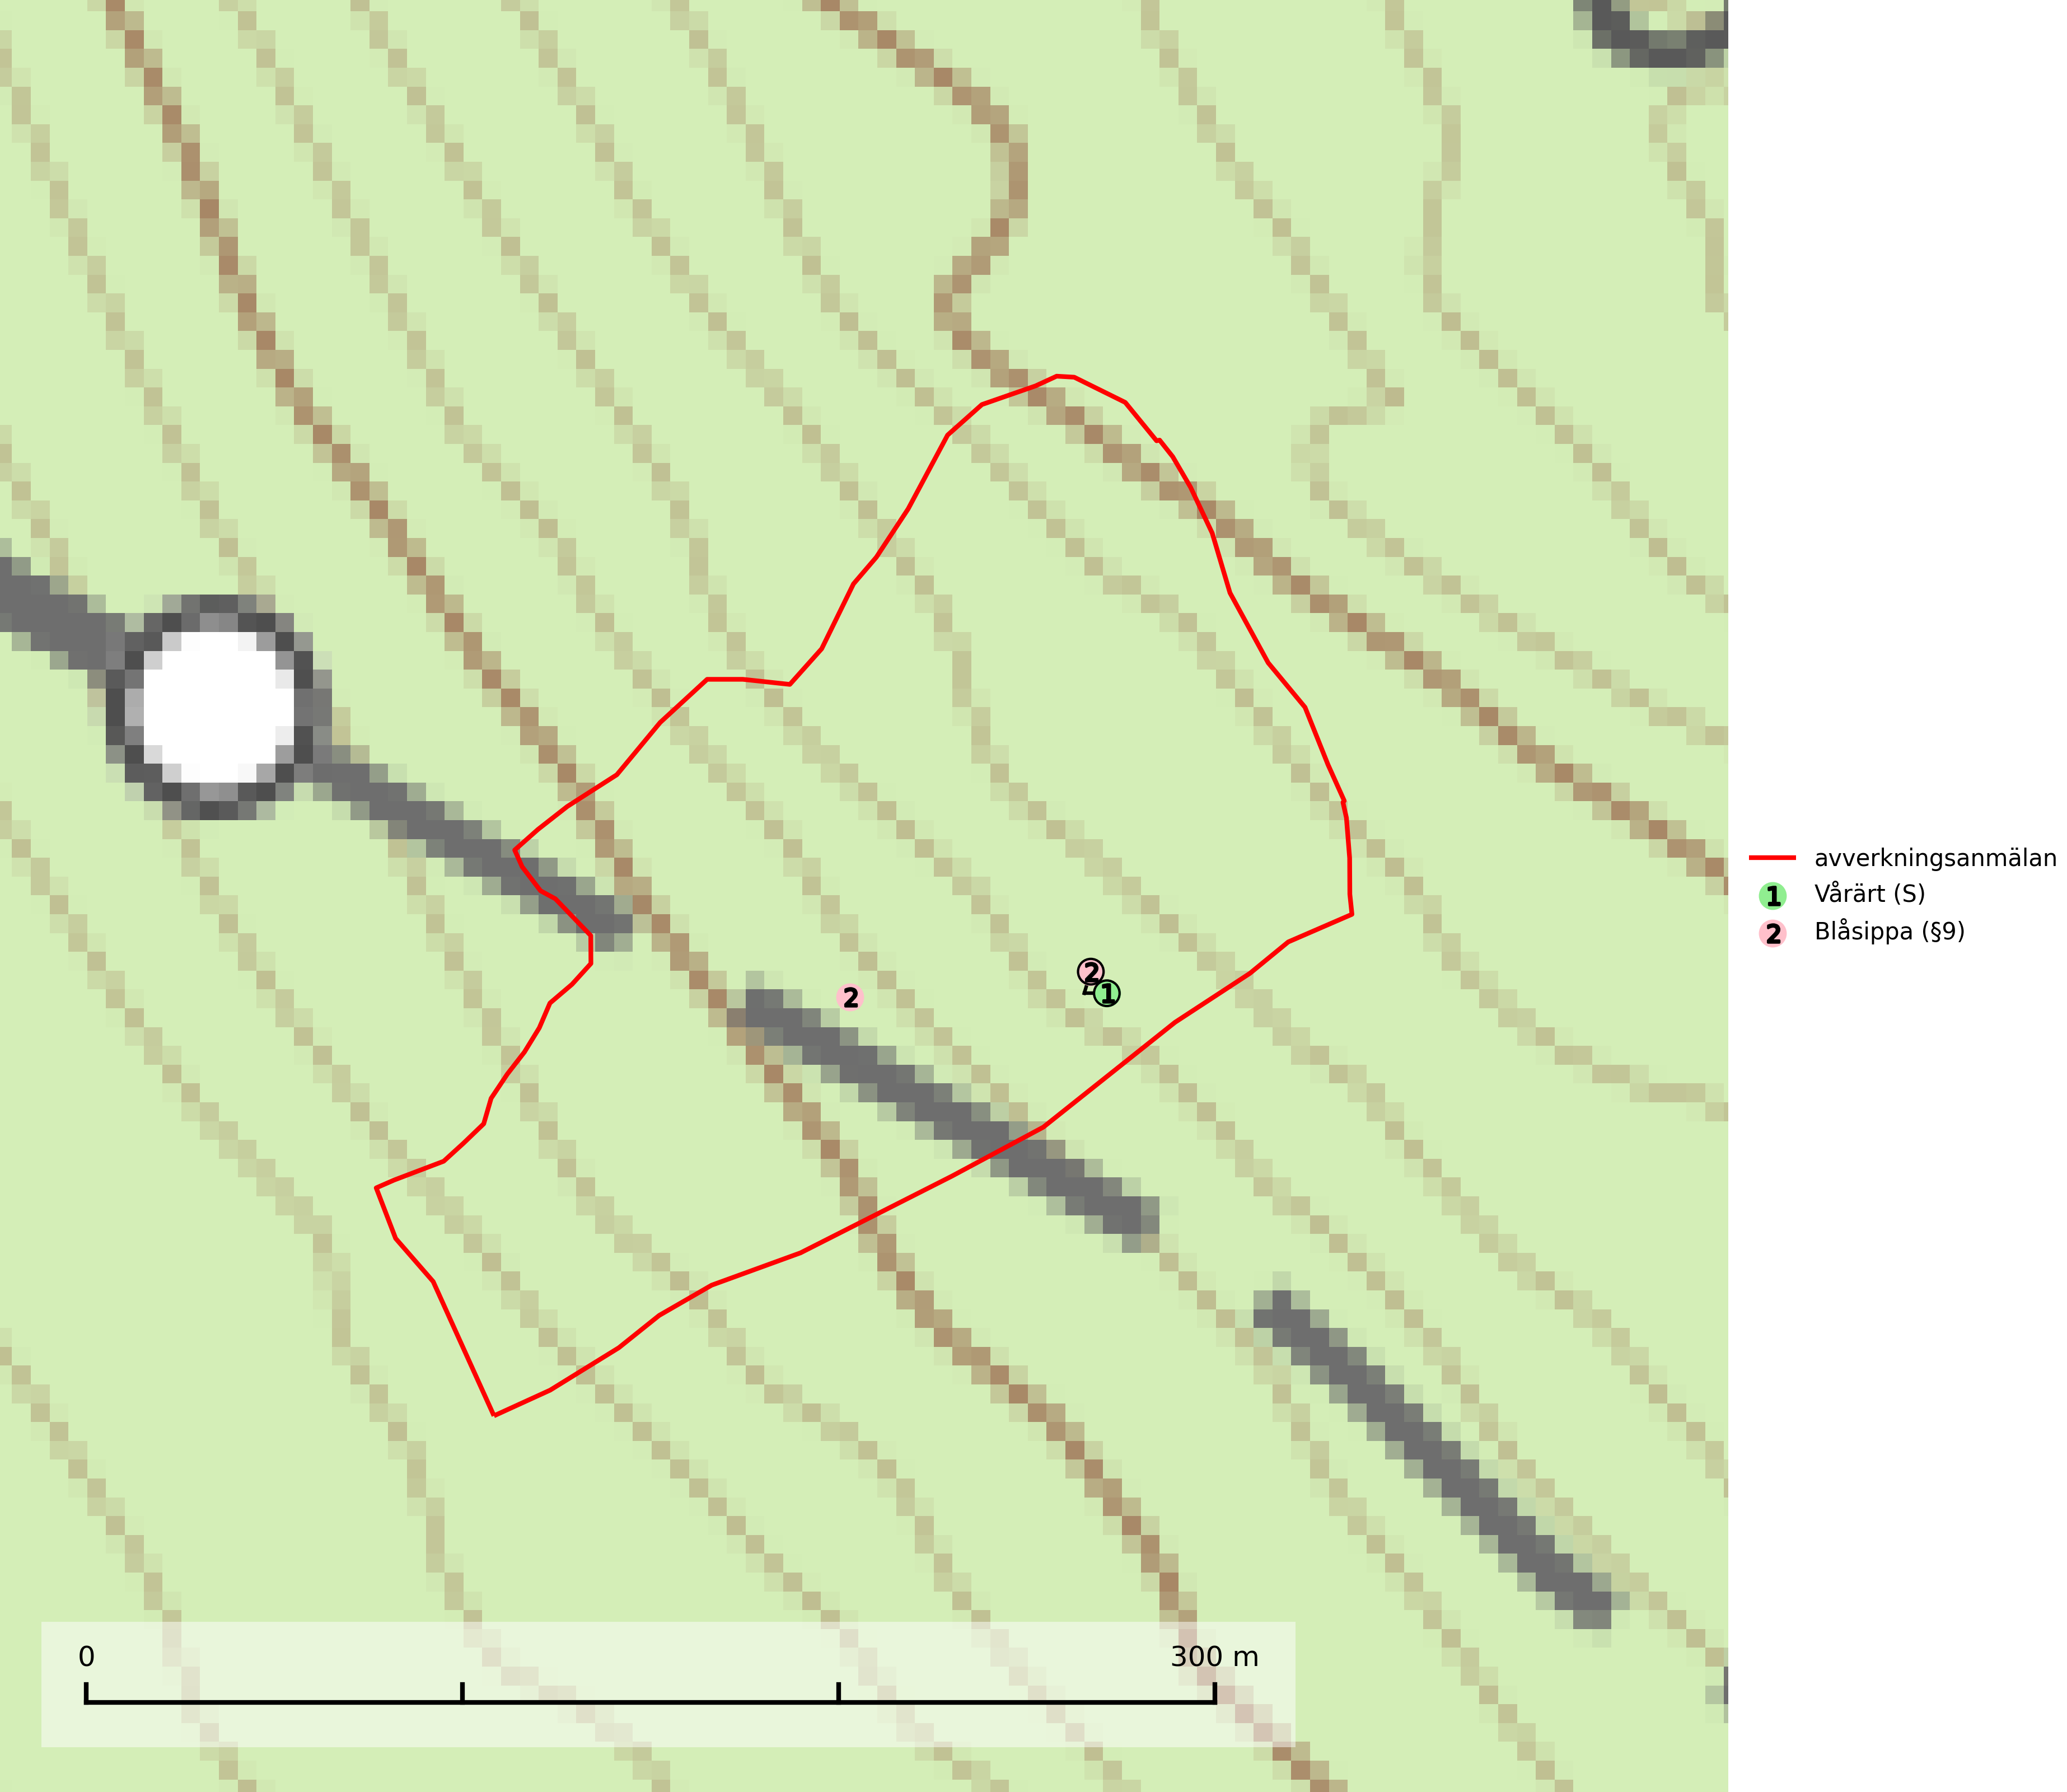 avverkningsanmälan
1 Vårärt (S)
2 Blåsippa (§9)
2
2
1
0 300 m